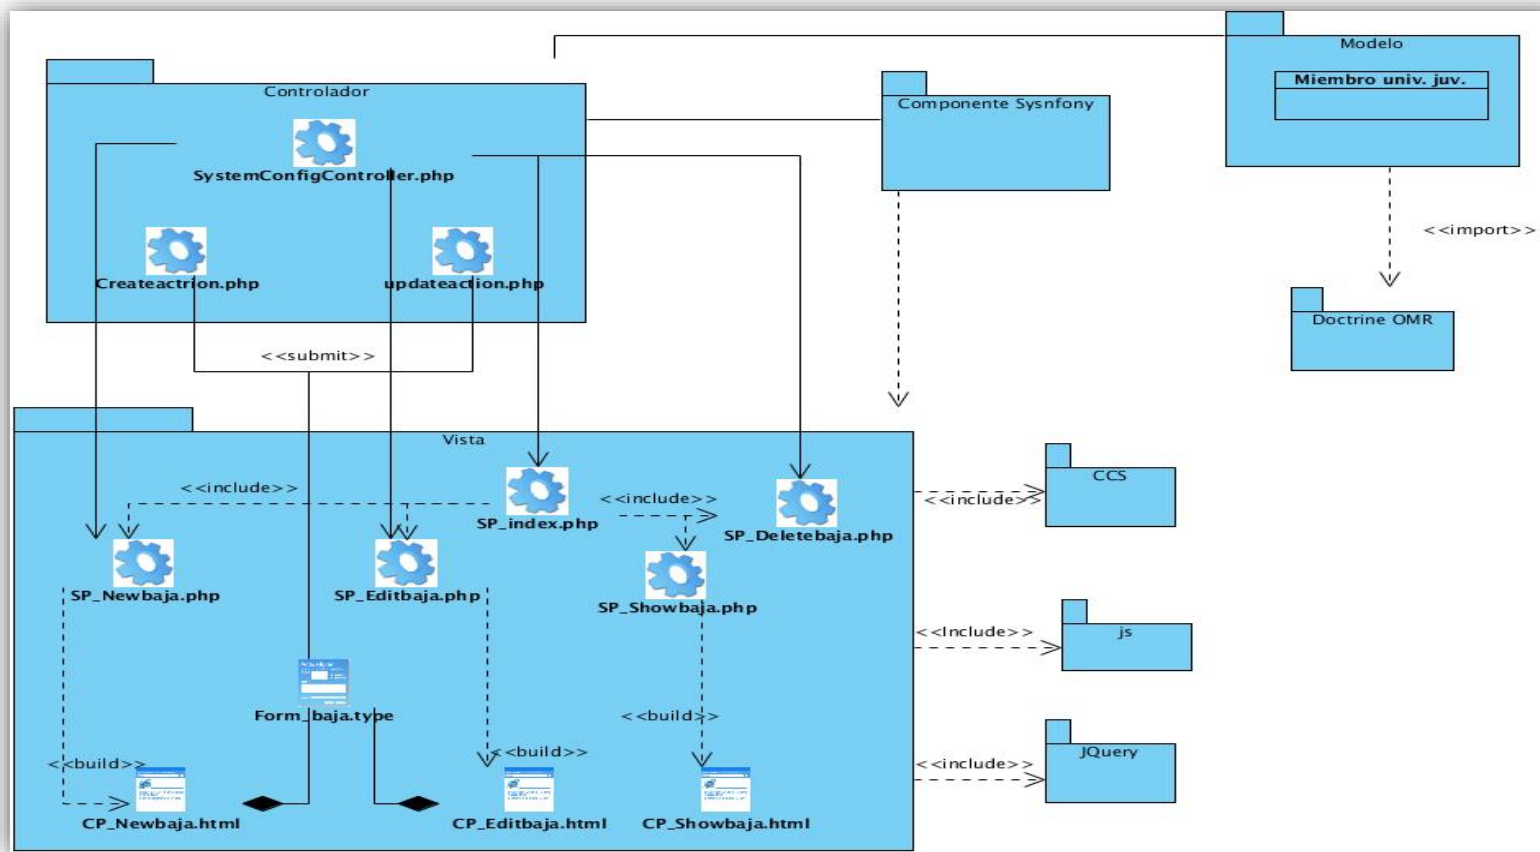 Modelo
Miembro univ. juv.
Controlador
Componente Sysnfony
SystemConfigController.php
<<import>>
Createactrion.php
updateaction.php
Doctrine OMR
<<submit>>
Vista
<<include>>
<<include>>
CCS
<<include>>
SP_index.php
SP_Deletebaja.php
SP_Newbaja.php
SP_Editbaja.php
SP_Showbaja.php
<<Include>>
js
Form_baja.type
<<build>>
<<build>>
<<build>>
JQuery
<<include>>
CP_Newbaja.html
CP_Editbaja.html
CP_Showbaja.html